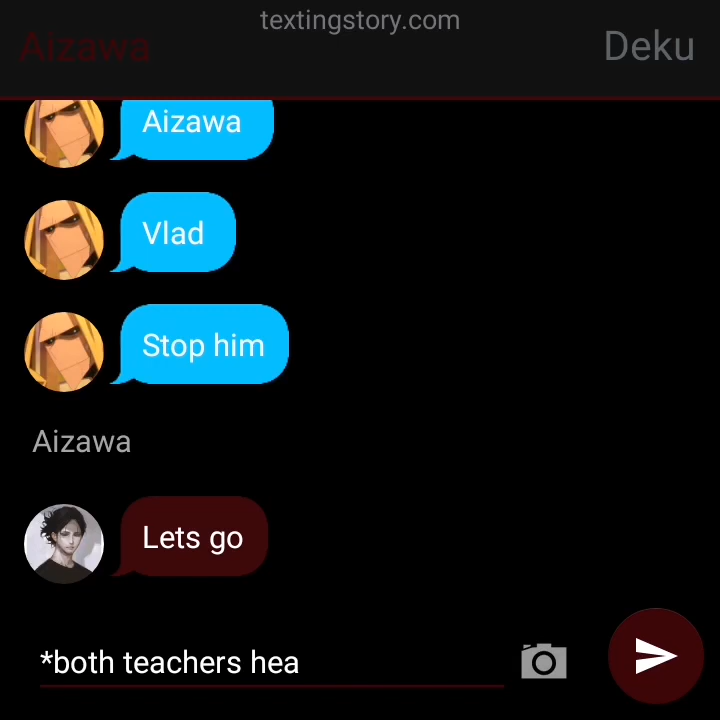 textingstory.com
Aizawa
Deku
Aizawa
Vlad
Stop him
Aizawa
Lets go
*both teachers hea